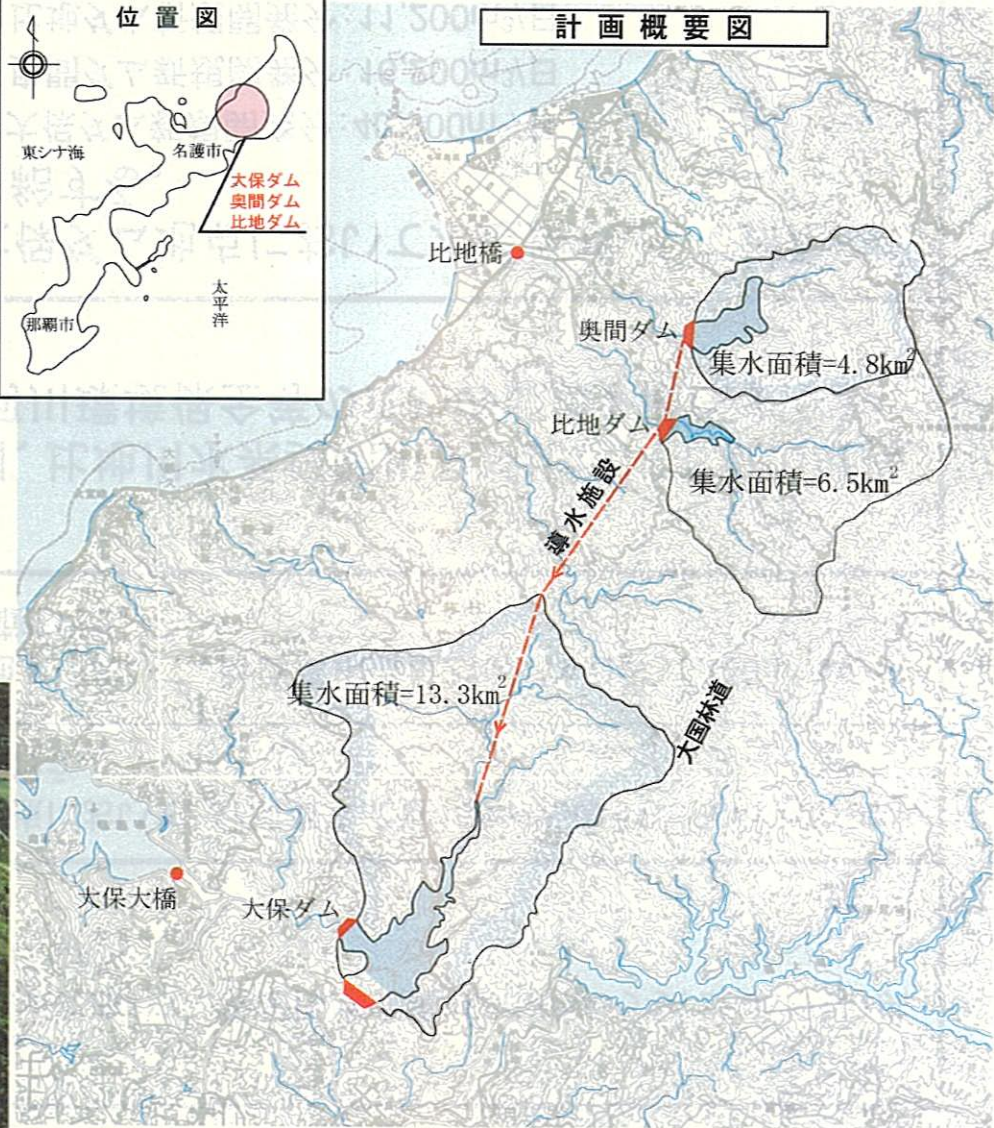 位置図
東シナ海
名護市
大保ダム
奥間ダム
比地ダム
太平洋
那覇市
計画概要図
比地橋
奥間ダム
集水面積=4.8km²
比地ダム
集水面積=6.5km²
導水施設
集水面積=13.3km²
大国林道
大保大橋
大保ダム